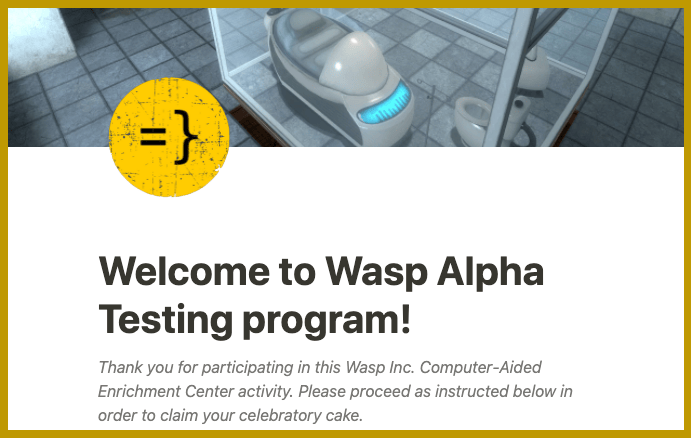 =}
Welcome to Wasp Alpha
Testing program!
Thank you for participating in this Wasp Inc. Computer-Aided
Enrichment Center activity. Please proceed as instructed below in
order to claim your celebratory cake.